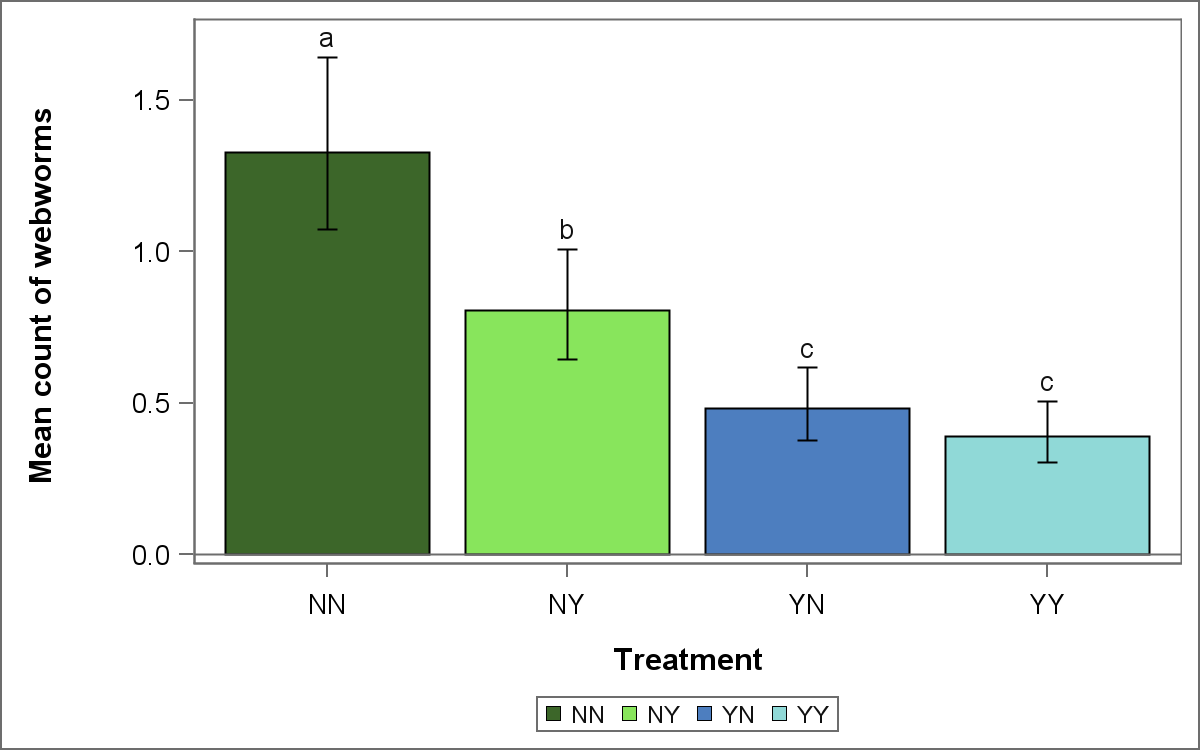 Mean count of webworms
1.5
1.0
0.5
0.0
a
b
c
c
NN NY YN YY
Treatment
NN NY YN YY